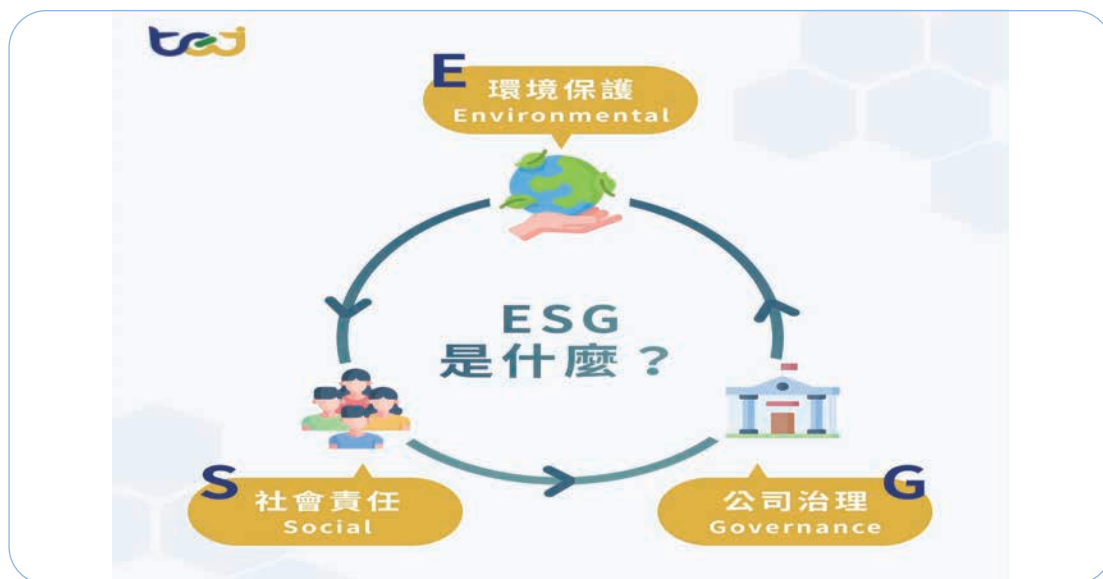 tej
E
環境保護
Environmental
ESG
是什麼？
S
社會責任
Social
公司治理
Governance
G